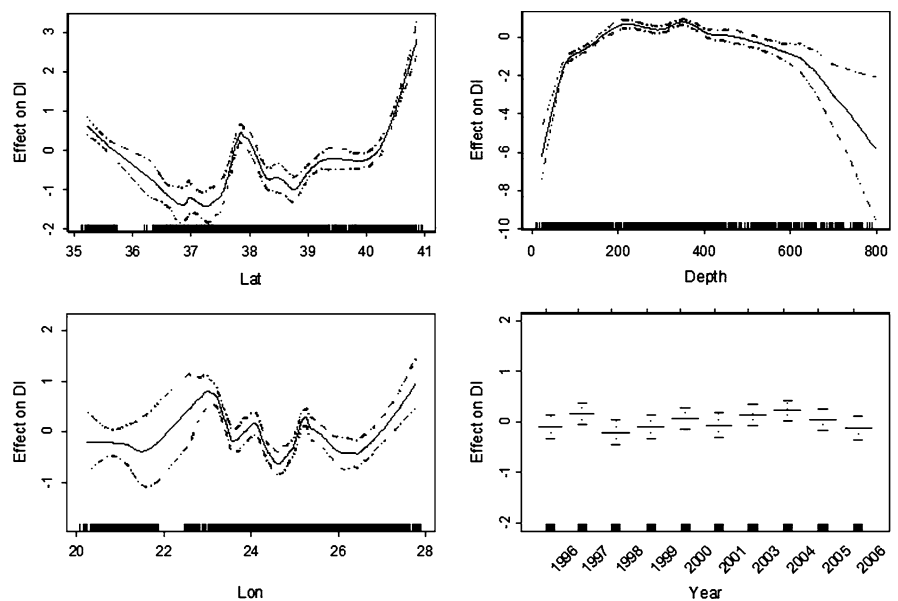 Effect on DI
3
2
1
0
-1
-2
35 36 37 38 39 40 41
Lat
Effect on DI
0
-2
-4
-6
-8
-10
0 200 400 600 800
Depth
Effect on DI
2
1
0
-1
20 22 24 26 28
Lon
Effect on DI
2
1
0
-1
-2
1996 1997 1998 1999 2000 2001 2003 2004 2005 2006
Year